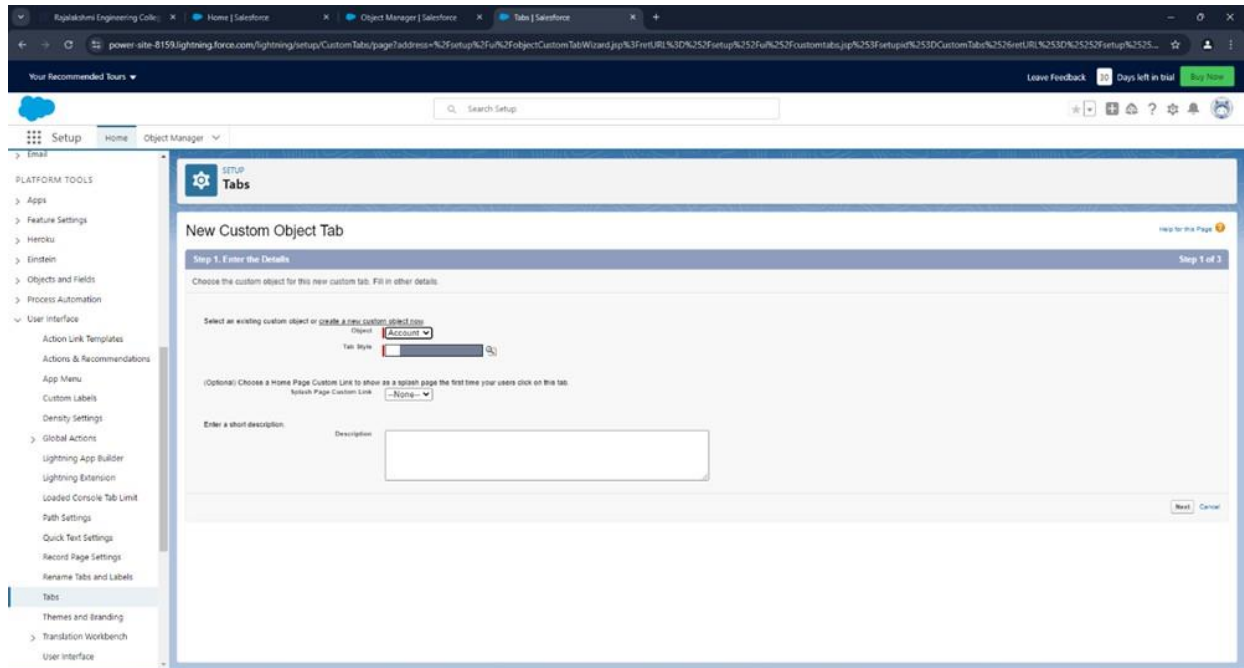 Rajalakshmi Engineering Colleg
Home | Salesforce
Object Manager | Salesforce
Tabs | Salesforce
Your Recommended Tours
Leave Feedback 30 Days left in trial Buy Now
Search Setup
Setup Home Object Manager
Email
PLATFORM TOOLS
Apps
Feature Settings
Heroku
Einstein
Objects and Fields
Process Automation
User Interface
Action Link Templates
Actions & Recommendations
App Menu
Custom Labels
Density Settings
Global Actions
Lightning App Builder
Lightning Extension
Loaded Console Tab Limit
Path Settings
Quick Text Settings
Record Page Settings
Rename Tabs and Labels
Tabs
Themes and Branding
Translation Workbench
User Interface
SETUP
Tabs
New Custom Object Tab
Help for this Page
Step 1. Enter the Details Step 1 of 3
Choose the custom object for this new custom tab. Fill in other details.
Select an existing custom object or create a new custom object now.
Object Account
Tab Style
(Optional) Choose a Home Page Custom Link to show as a splash page the first time your users click on this tab.
Splash Page Custom Link --None--
Enter a short description.
Description
Next Cancel